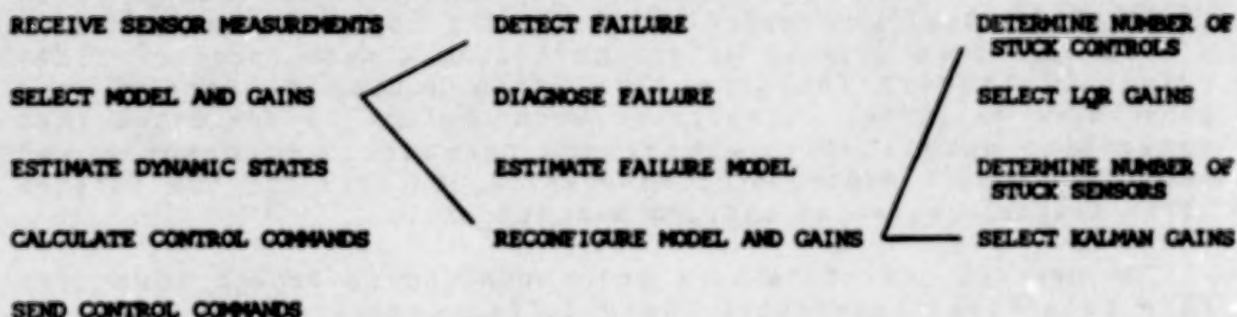 RECEIVE SENSOR MEASUREMENTS
SELECT MODEL AND GAINS
ESTIMATE DYNAMIC STATES
CALCULATE CONTROL COMMANDS
SEND CONTROL COMMANDS
DETECT FAILURE
DIAGNOSE FAILURE
ESTIMATE FAILURE MODEL
RECONFIGURE MODEL AND GAINS
DETERMINE NUMBER OF
STUCK CONTROLS
SELECT LQR GAINS
DETERMINE NUMBER OF
STUCK SENSORS
SELECT KALMAN GAINS